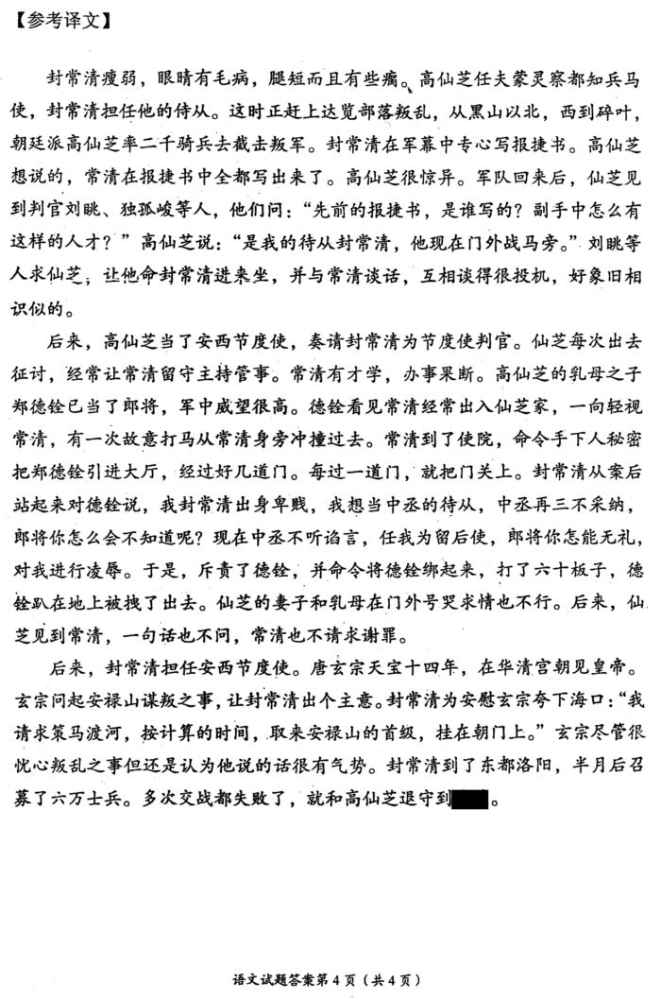 【参考译文】
封常清瘦弱，眼睛有毛病，腿短而且有些瘸。高仙芝任夫蒙灵察都知兵马
使，封常清担任他的侍从。这时正赶上达览部落叛乱，从黑山以北，西到碎叶，
朝廷派高仙芝率二千骑兵去截击叛军。封常清在军幕中专心写报捷书。高仙芝
想说的，常清在报捷书中全都写出来了。高仙芝很惊异。军队回来后，仙芝见
到判官刘眺、独孤峻等人，他们问：“先前的报捷书，是谁写的？副手中怎么有
这样的人才？”高仙芝说：“是我的待从封常清，他现在门外战马旁。”刘眺等
人求仙芝；让他命封常清进来坐，并与常清谈话，互相谈得很投机，好象旧相
识似的。
后来，高仙芝当了安西节度使，奏请封常清为节度使判官。仙芝每次出去
征讨，经常让常清留守主持管事。常清有才学，办事果断。高仙芝的乳母之子
郑德铨已当了郎将，军中威望很高。德铨看见常清经常出入仙芝家，一向轻视
常清，有一次故意打马从常清身旁冲撞过去。常清到了使院，命令手下人秘密
把郑德铨引进大厅，经过好几道门。每过一道门，就把门关上。封常清从案后
站起来对德铨说，我封常清出身卑贱，我想当中丞的待从，中丞再三不采纳，
郎将你怎么会不知道呢？现在中丞不听谄言，任我为留后使，郎将你怎能无礼，
对我进行凌辱。于是，斥责了德铨，并命令将德铨绑起来，打了六十板子，德
铨趴在地上被拽了出去。仙芝的妻子和乳母在门外号哭求情也不行。后来，仙
芝见到常清，一句话也不问，常清也不请求谢罪。
后来，封常清担任安西节度使。唐玄宗天宝十四年，在华清宫朝见皇帝。
玄宗问起安禄山谋叛之事，让封常清出个主意。封常清为安慰玄宗夸下海口：“我
请求策马渡河，按计算的时间，取来安禄山的首级，挂在朝门上。”玄宗尽管很
忧心叛乱之事但还是认为他说的话很有气势。封常清到了东都洛阳，半月后召
募了六万士兵。多次交战都失败了，就和高仙芝退守到。
语文试题答案第4页（共4页）